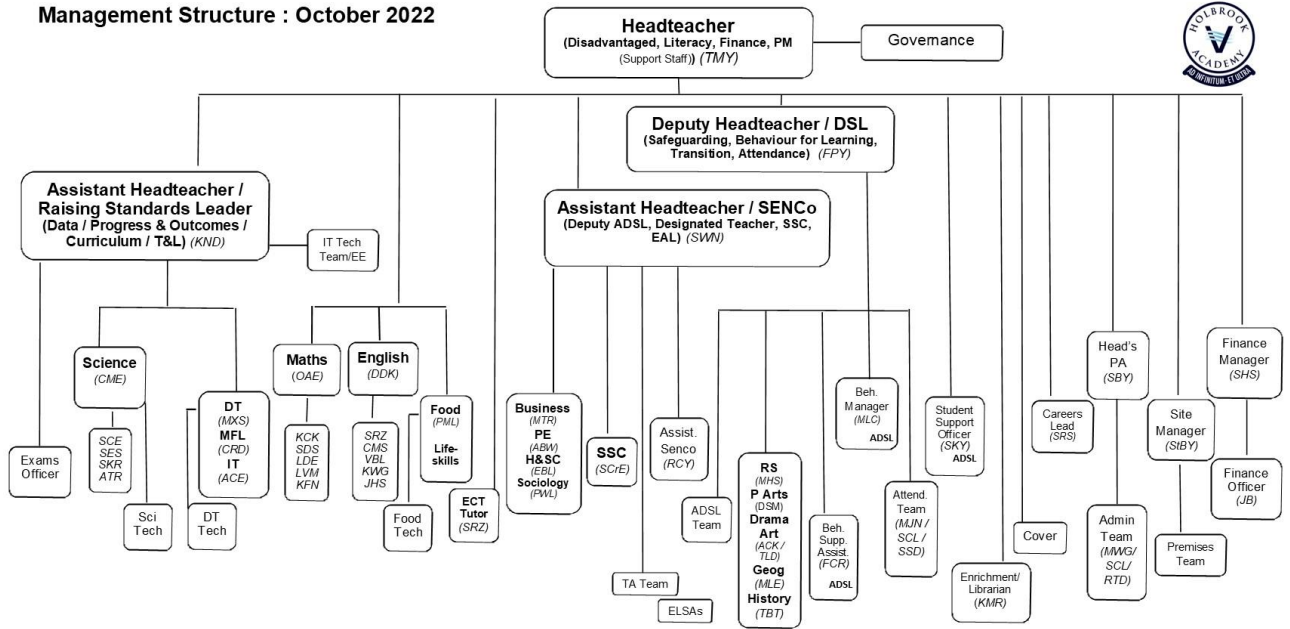 Management Structure : October 2022
HOLBROOK ACADEMY
AD INFINITUM · ET ULTRA
Headteacher
(Disadvantaged, Literacy, Finance, PM
(Support Staff)) (TMY)
Governance
Deputy Headteacher / DSL
(Safeguarding, Behaviour for Learning,
Transition, Attendance) (FPY)
Assistant Headteacher /
Raising Standards Leader
(Data / Progress & Outcomes /
Curriculum / T&L) (KND)
IT Tech
Team/EE
Assistant Headteacher / SENCo
(Deputy ADSL, Designated Teacher, SSC,
EAL) (SWN)
Exams
Officer
Science
(CME)
SCE
SES
SKR
ATR
Sci
Tech
DT
(MXS)
MFL
(CRD)
IT
(ACE)
DT
Tech
Maths
(OAE)
KCK
SDS
LDE
LVM
KFN
English
(DDK)
SRZ
CMS
VBL
KWG
JHS
Food
(PML)
Life-
skills
Food
Tech
ECT
Tutor
(SRZ)
Business
(MTR)
PE
(ABW)
H&SC
(EBL)
Sociology
(PWL)
SSC
(SCrE)
TA Team
ELSAs
Assist.
Senco
(RCY)
ADSL
Team
RS
(MHS)
P Arts
(DSM)
Drama
Art
(ACK /
TLD)
Geog
(MLE)
History
(TBT)
Beh.
Supp.
Assist.
(FCR)
ADSL
Beh.
Manager
(MLC)
ADSL
Attend.
Team
(MJN /
SCL /
SSD)
Student
Support
Officer
(SKY)
ADSL
Enrichment/
Librarian
(KMR)
Cover
Careers
Lead
(SRS)
Head's
PA
(SBY)
Admin
Team
(MWG/
SCL/
RTD)
Site
Manager
(StBY)
Premises
Team
Finance
Manager
(SHS)
Finance
Officer
(JB)